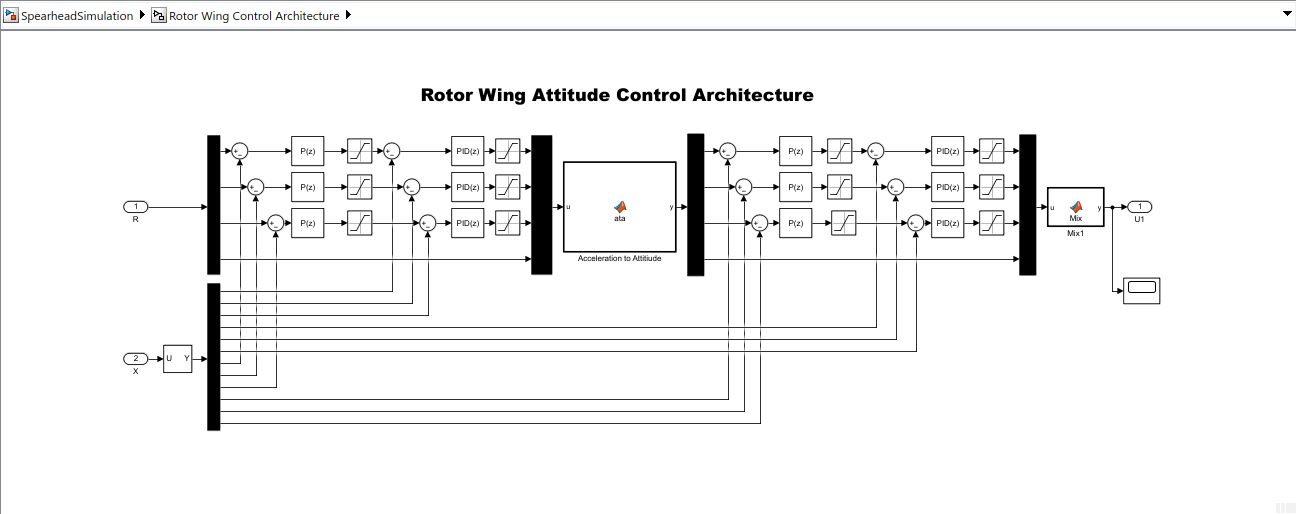 SpearheadSimulation Rotor Wing Control Architecture
Rotor Wing Attitude Control Architecture
+ - P(z) + - PID(z) + - P(z) + - PID(z)
+ - P(z) + - PID(z) + - P(z) + - PID(z)
1
R
u ata y
u Mix y
1
U1
+ - P(z) + - PID(z) + - P(z) + - PID(z)
Mix1
Acceleration to Attitiude
2
X
U Y